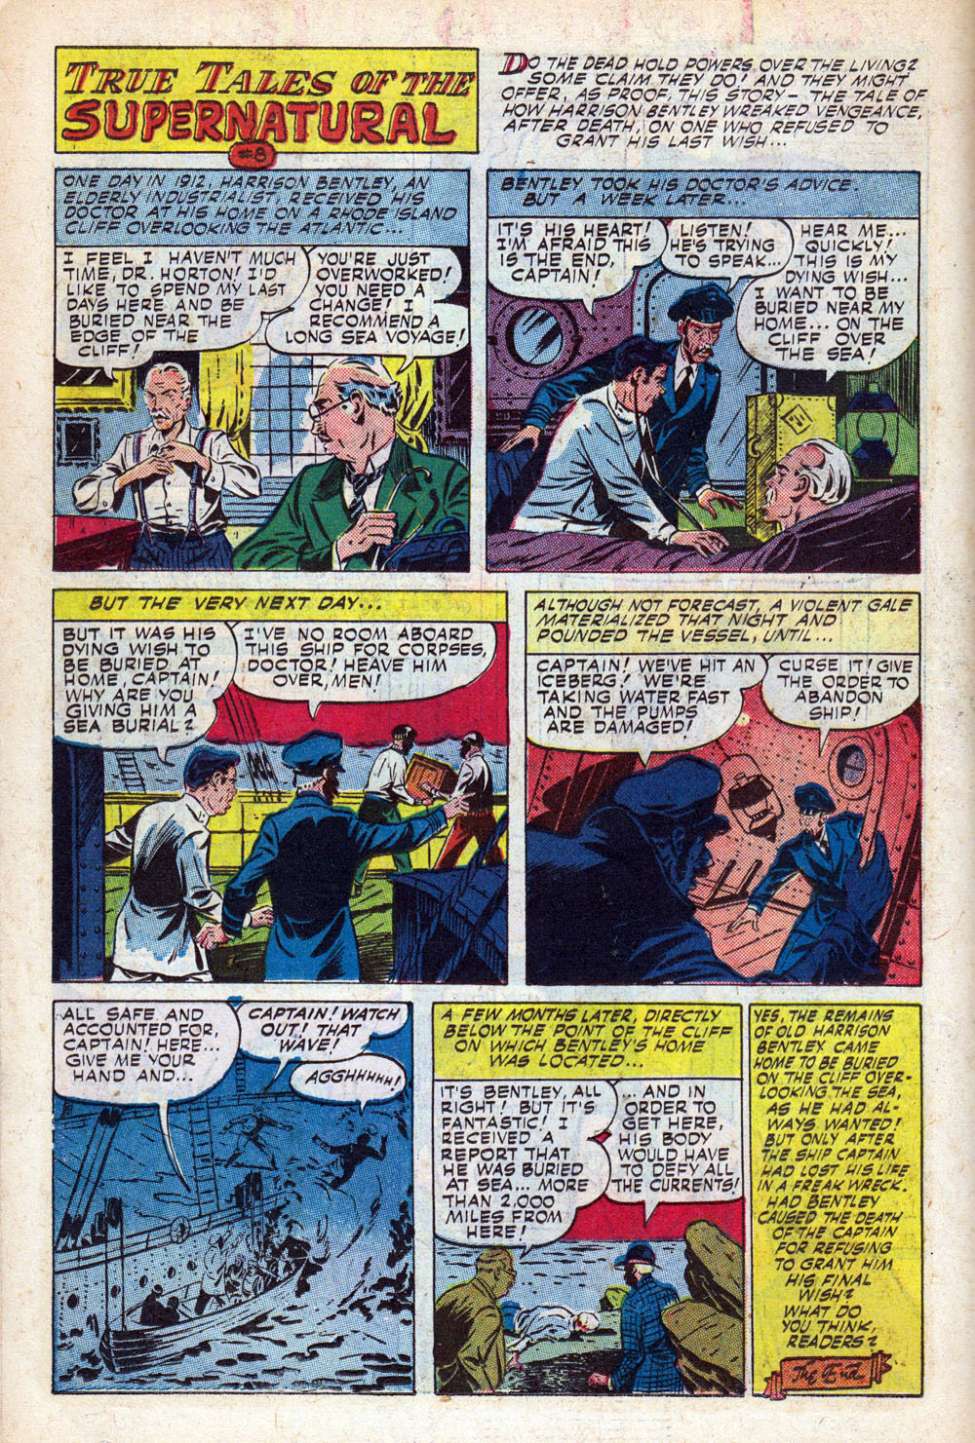 TRUE TALES OF THE
SUPERNATURAL
#8
DO THE DEAD HOLD POWERS OVER THE LIVING?
SOME CLAIM THEY DO! AND THEY MIGHT
OFFER, AS PROOF, THIS STORY — THE TALE OF
HOW HARRISON BENTLEY WREAKED VENGEANCE,
AFTER DEATH, ON ONE WHO REFUSED TO
GRANT HIS LAST WISH...
ONE DAY IN 1912, HARRISON BENTLEY, AN
ELDERLY INDUSTRIALIST, RECEIVED HIS
DOCTOR AT HIS HOME ON A RHODE ISLAND
CLIFF OVERLOOKING THE ATLANTIC...
I FEEL I HAVEN'T MUCH
TIME, DR. HORTON! I'D
LIKE TO SPEND MY LAST
DAYS HERE AND BE
BURIED NEAR THE
EDGE OF THE
CLIFF!
YOU'RE JUST
OVERWORKED!
YOU NEED A
CHANGE! I
RECOMMEND A
LONG SEA VOYAGE!
BENTLEY TOOK HIS DOCTOR'S ADVICE.
BUT A WEEK LATER...
IT'S HIS HEART!
I'M AFRAID THIS
IS THE END,
CAPTAIN!
LISTEN!
HE'S TRYING
TO SPEAK...
HEAR ME...
QUICKLY!
THIS IS MY
DYING WISH...
I WANT TO BE
BURIED NEAR MY
HOME... ON THE
CLIFF OVER
THE SEA!
BUT THE VERY NEXT DAY...
BUT IT WAS HIS
DYING WISH TO
BE BURIED AT
HOME, CAPTAIN!
WHY ARE YOU
GIVING HIM A
SEA BURIAL?
I'VE NO ROOM ABOARD
THIS SHIP FOR CORPSES,
DOCTOR! HEAVE HIM
OVER, MEN!
ALTHOUGH NOT FORECAST, A VIOLENT GALE
MATERIALIZED THAT NIGHT AND
POUNDED THE VESSEL, UNTIL...
CAPTAIN! WE'VE HIT AN
ICEBERG! WE'RE
TAKING WATER FAST
AND THE PUMPS
ARE DAMAGED!
CURSE IT! GIVE
THE ORDER TO
ABANDON
SHIP!
ALL SAFE AND
ACCOUNTED FOR,
CAPTAIN! HERE...
GIVE ME YOUR
HAND AND...
CAPTAIN! WATCH
OUT! THAT
WAVE!
AGGHHHHH!
A FEW MONTHS LATER, DIRECTLY
BELOW THE POINT OF THE CLIFF
ON WHICH BENTLEY'S HOME
WAS LOCATED...
IT'S BENTLEY, ALL
RIGHT! BUT IT'S
FANTASTIC! I
RECEIVED A
REPORT THAT
HE WAS BURIED
AT SEA... MORE
THAN 2,000
MILES FROM
HERE!
... AND IN
ORDER TO
GET HERE,
HIS BODY
WOULD HAVE
TO DEFY ALL
THE CURRENTS!
YES, THE REMAINS
OF OLD HARRISON
BENTLEY CAME
HOME TO BE BURIED
ON THE CLIFF OVER-
LOOKING THE SEA,
AS HE HAD AL-
WAYS WANTED!
BUT ONLY AFTER
THE SHIP CAPTAIN
HAD LOST HIS LIFE
IN A FREAK WRECK.
HAD BENTLEY
CAUSED THE DEATH
OF THE CAPTAIN
FOR REFUSING
TO GRANT HIM
HIS FINAL
WISH?
WHAT DO
YOU THINK,
READERS?
The End